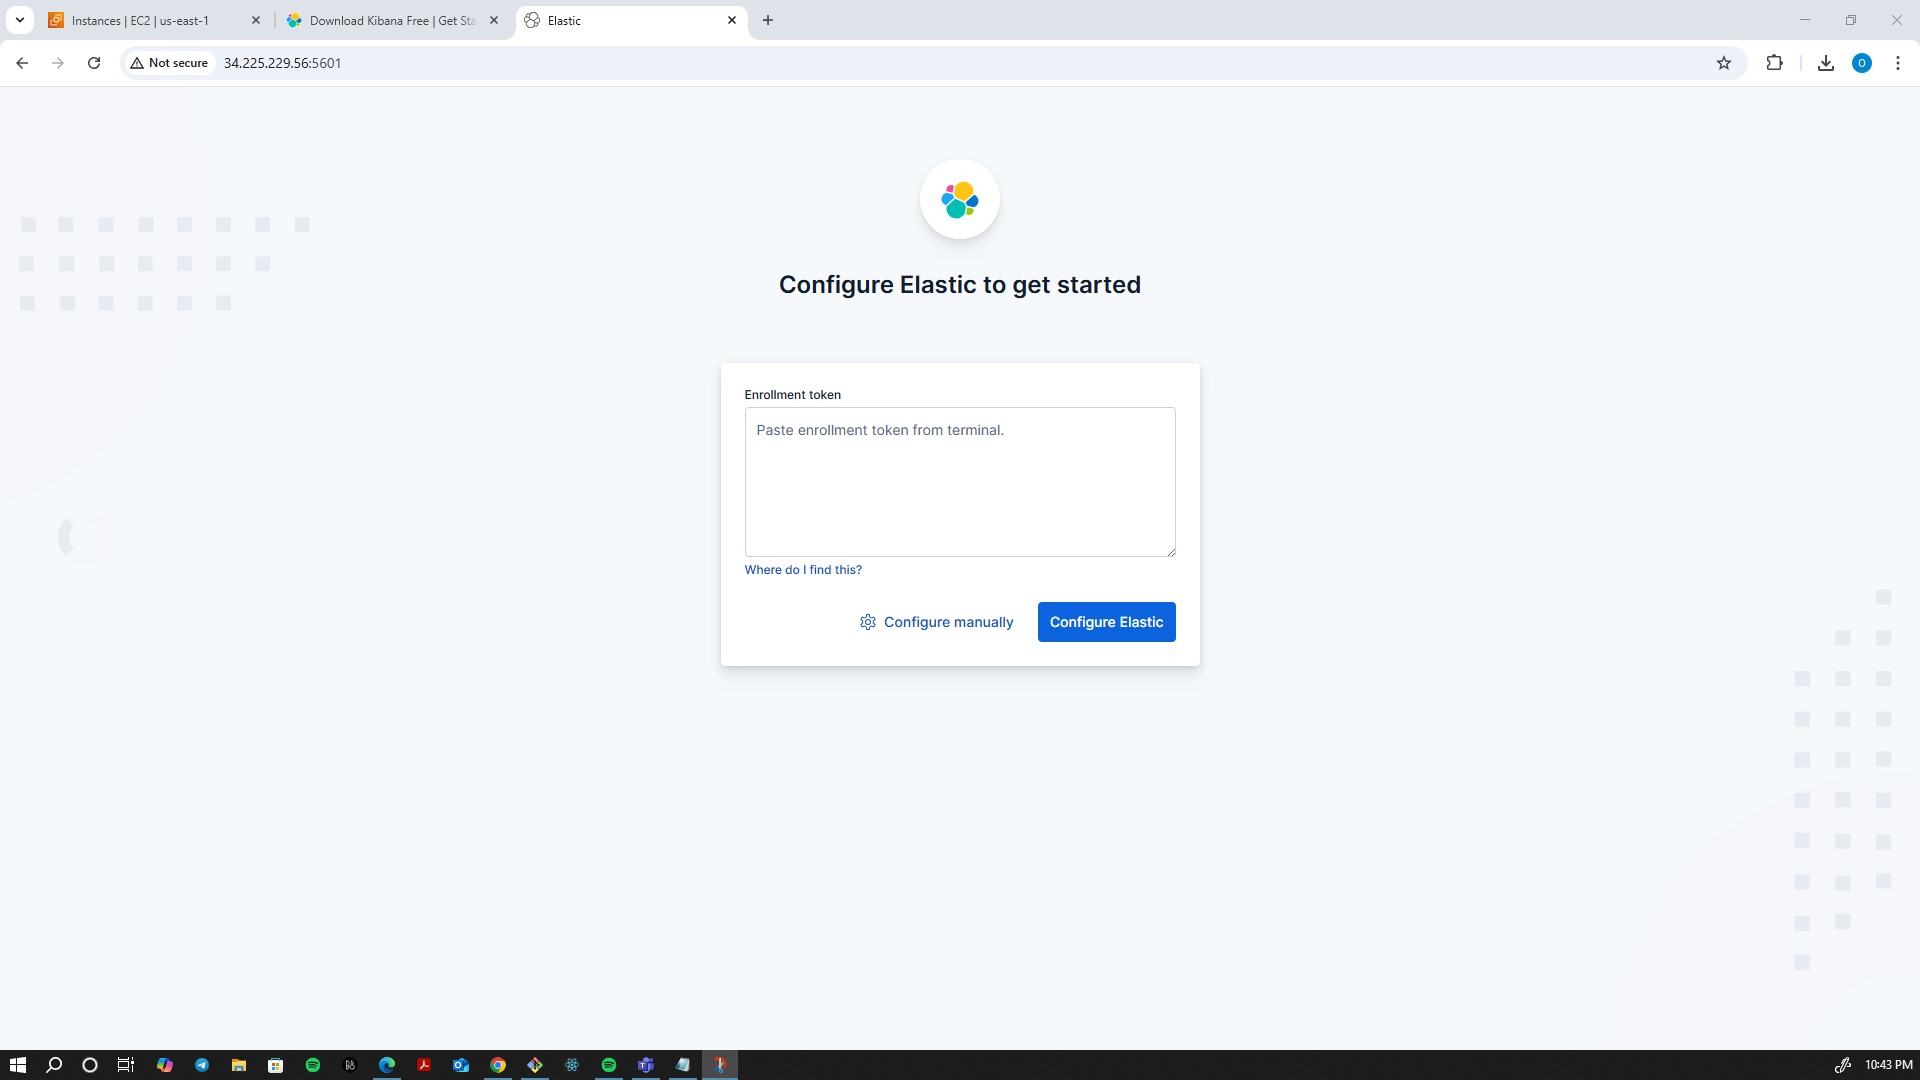 Instances | EC2 | us-east-1
Download Kibana Free | Get Sta
Elastic
Not secure
34.225.229.56:5601
O
Configure Elastic to get started
Enrollment token
Paste enrollment token from terminal.
Where do I find this?
Configure manually
Configure Elastic
10:43 PM